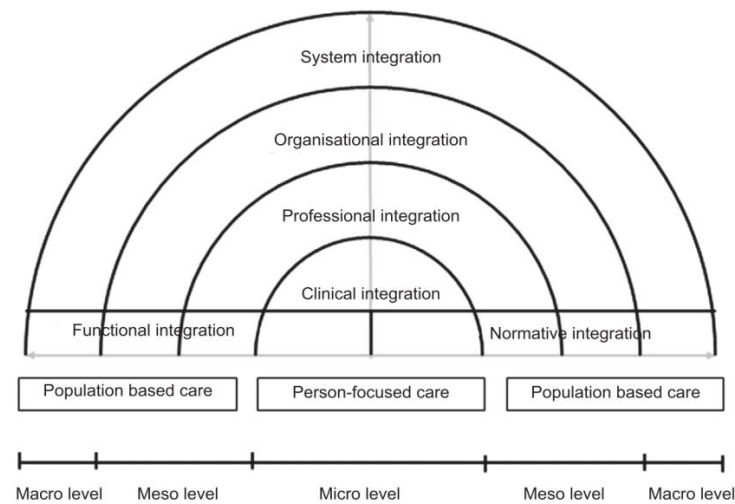 System integration
Organisational integration
Professional integration
Clinical integration
Functional integration
Normative integration
Population based care
Person-focused care
Population based care
Macro level
Meso level
Micro level
Meso level
Macro level